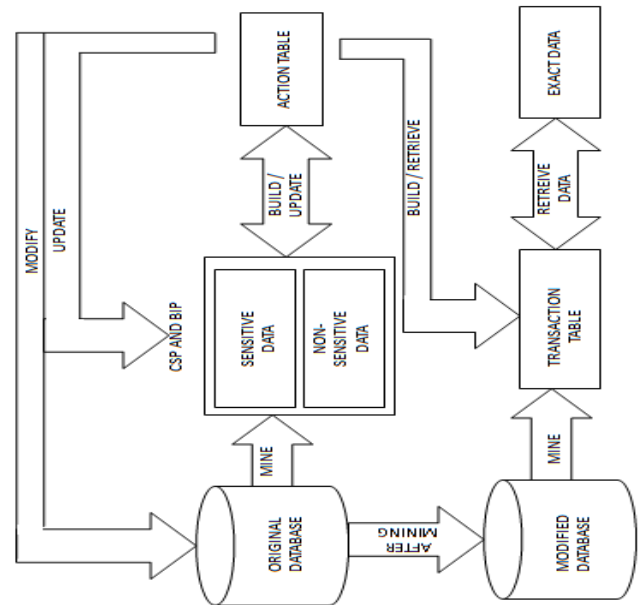 MODIFY
UPDATE
ACTION TABLE
BUILD /
UPDATE
BUILD / RETRIEVE
EXACT DATA
RETREIVE
DATA
CSP AND BIP
SENSITIVE
DATA
NON-
SENSITIVE
DATA
TRANSACTION
TABLE
MINE
MINE
ORIGINAL
DATABASE
AFTER
MINING
MODIFIED
DATABASE